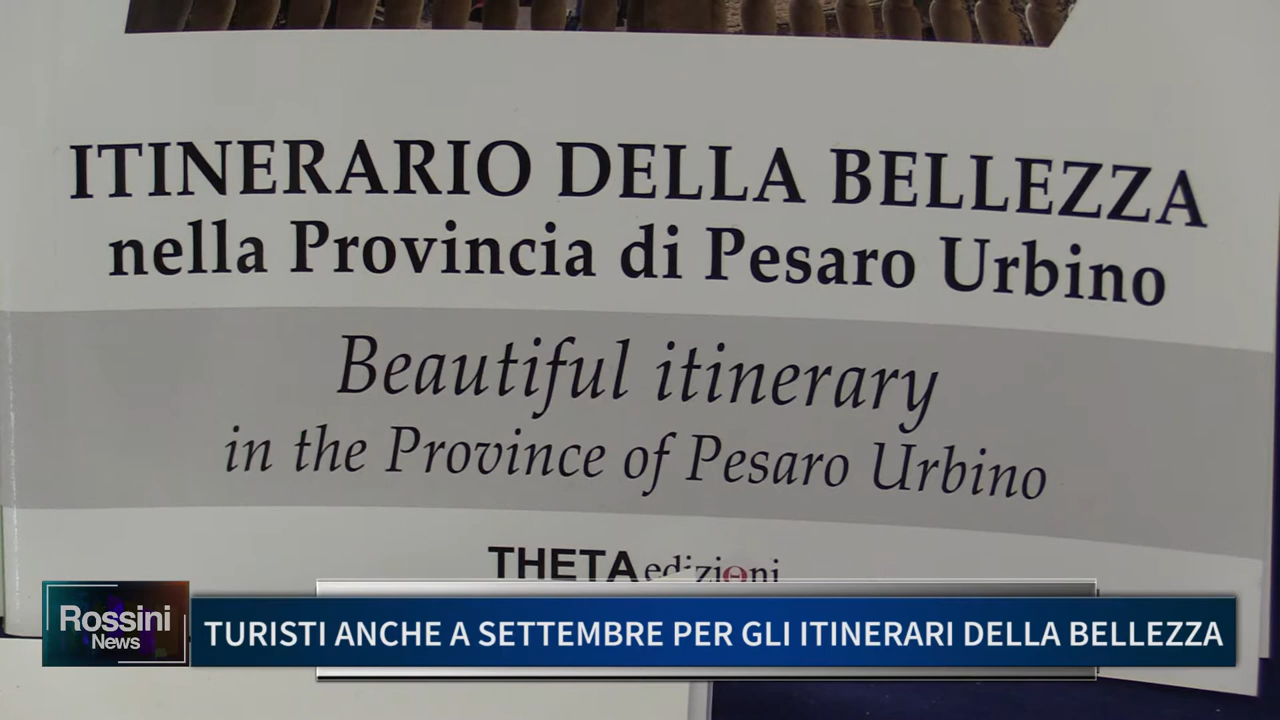 ITINERARIO DELLA BELLEZZA
nella Provincia di Pesaro Urbino
Beautiful itinerary
in the Province of Pesaro Urbino
THETA edizioni
Rossini
News
TURISTI ANCHE A SETTEMBRE PER GLI ITINERARI DELLA BELLEZZA